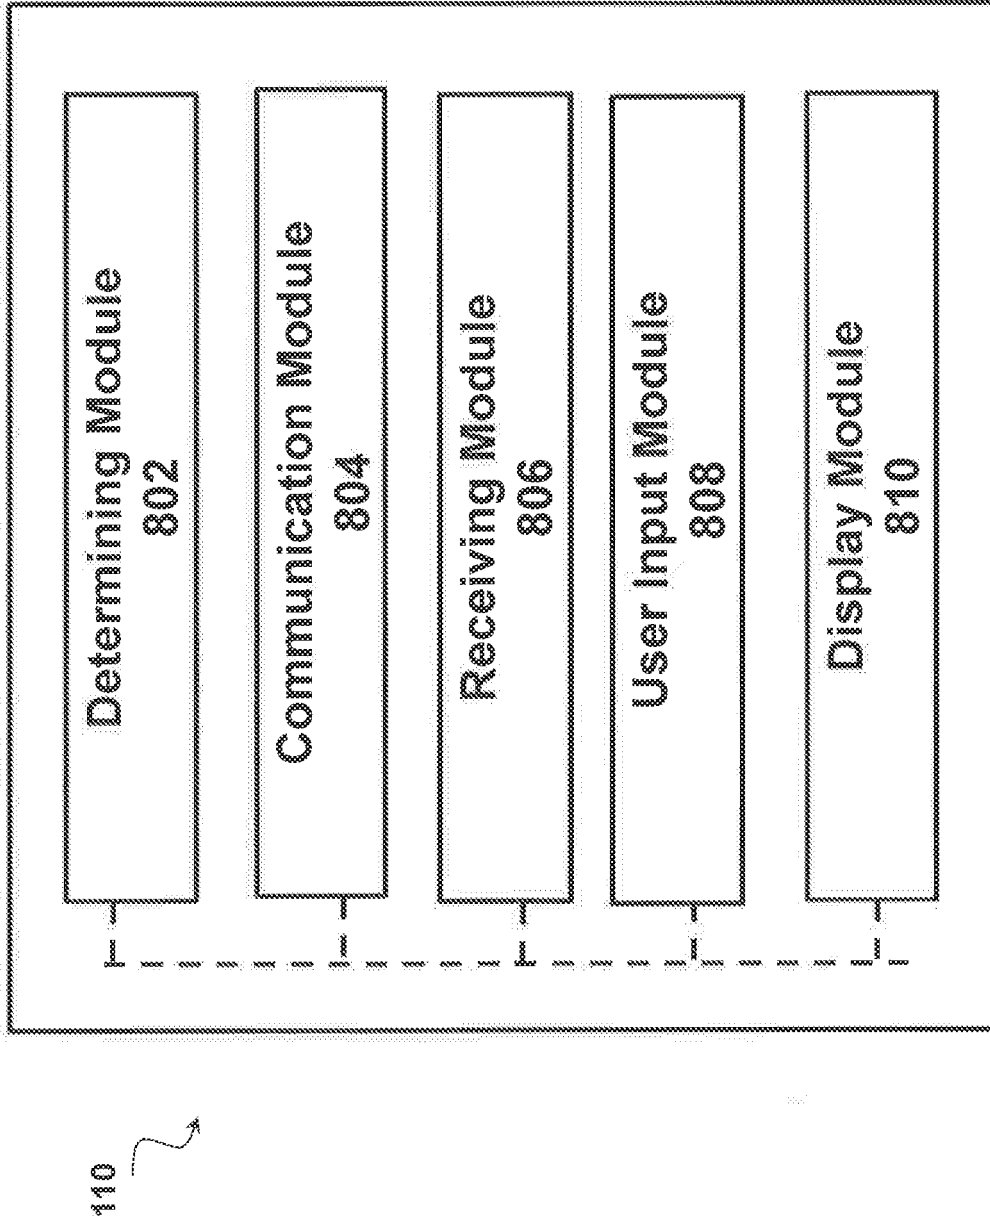 110
Determining Module
802
Communication Module
804
Receiving Module
806
User Input Module
808
Display Module
810